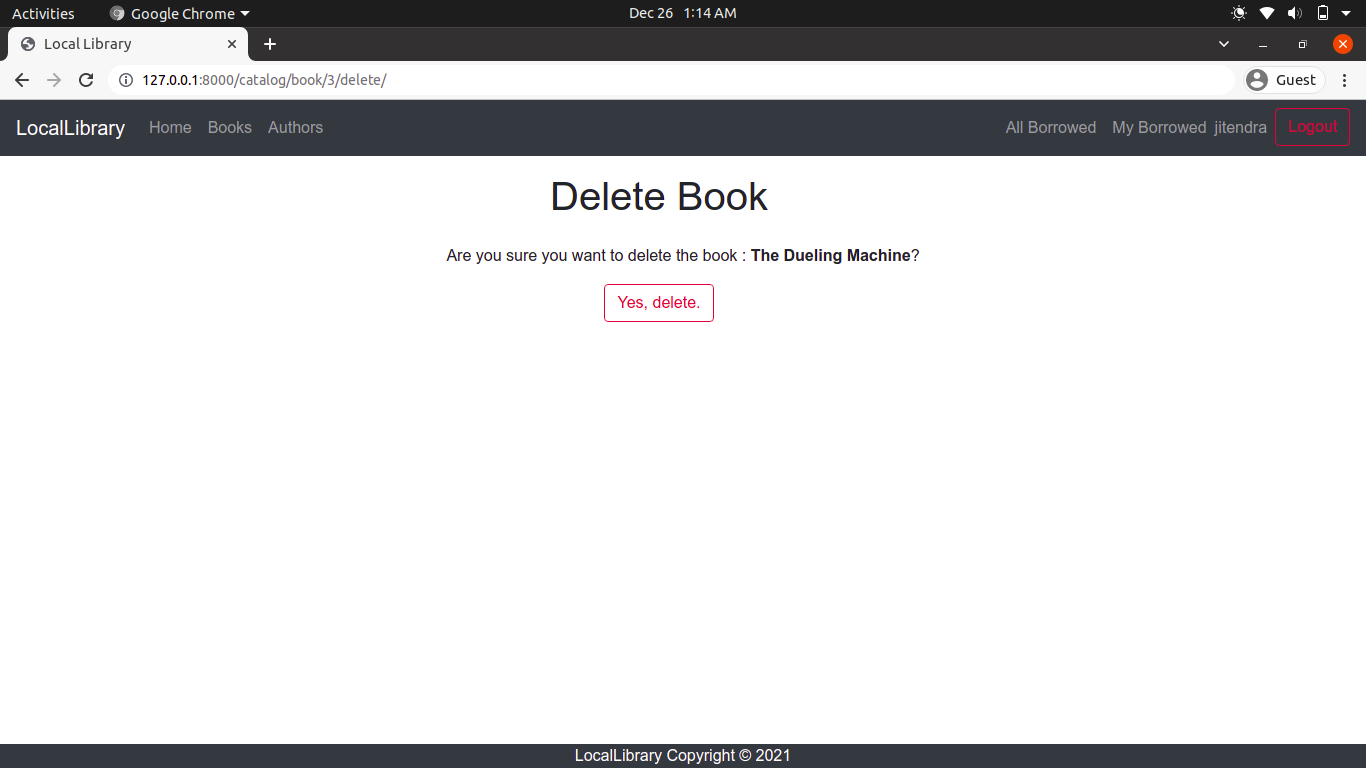 Activities Google Chrome Dec 26 1:14 AM
Local Library
127.0.0.1:8000/catalog/book/3/delete/ Guest
LocalLibrary Home Books Authors All Borrowed My Borrowed jitendra Logout
Delete Book
Are you sure you want to delete the book : The Dueling Machine?
Yes, delete.
LocalLibrary Copyright © 2021